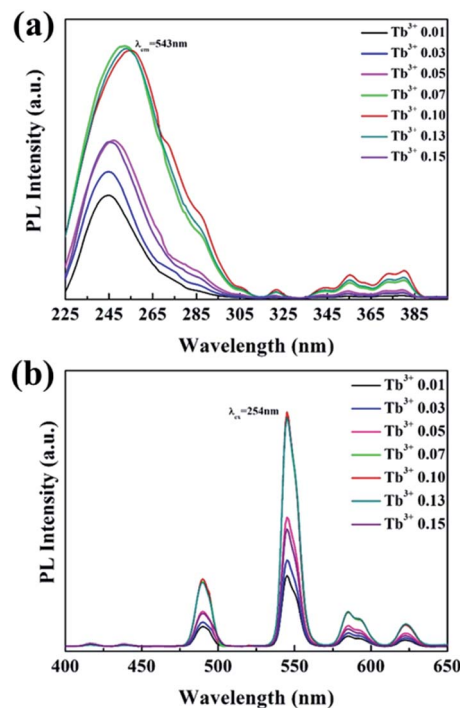 (a)
λem=543nm
Tb³⁺ 0.01
Tb³⁺ 0.03
Tb³⁺ 0.05
Tb³⁺ 0.07
Tb³⁺ 0.10
Tb³⁺ 0.13
Tb³⁺ 0.15
PL Intensity (a.u.)
225 245 265 285 305 325 345 365 385
Wavelength (nm)
(b)
λex=254nm
Tb³⁺ 0.01
Tb³⁺ 0.03
Tb³⁺ 0.05
Tb³⁺ 0.07
Tb³⁺ 0.10
Tb³⁺ 0.13
Tb³⁺ 0.15
PL Intensity (a.u.)
400 450 500 550 600 650
Wavelength (nm)